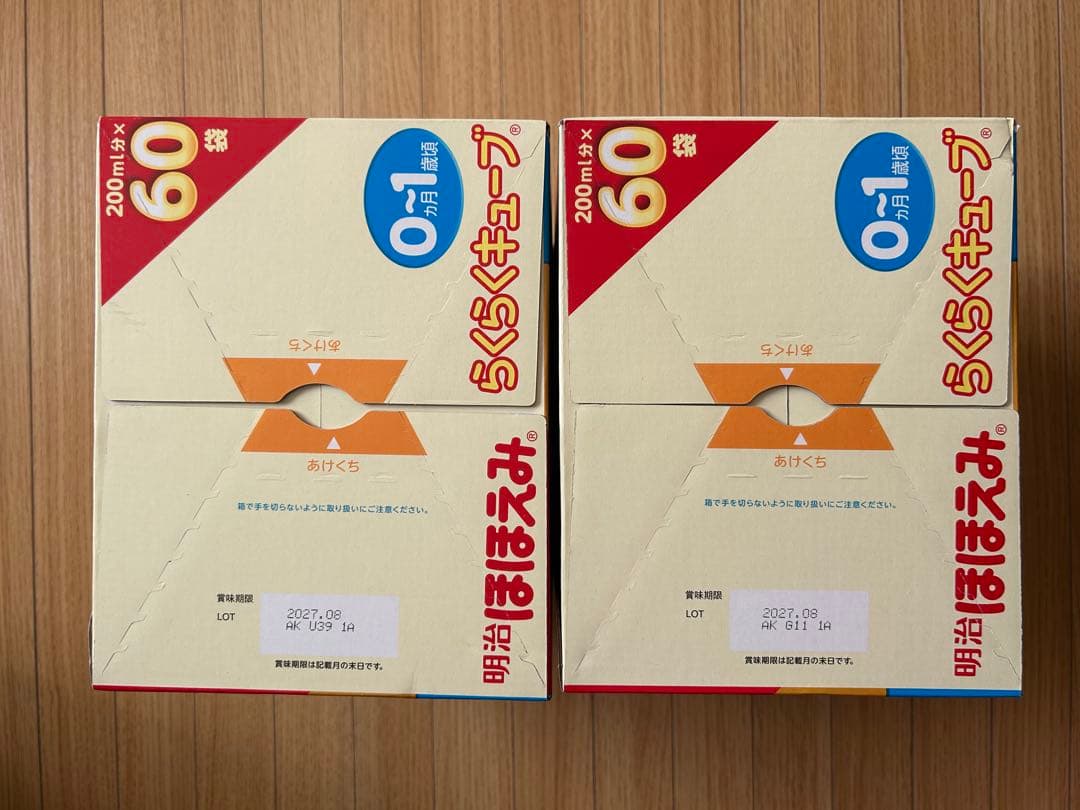 200ml分×
60袋
0ヵ月~1歳頃
らくらくキューブ®
あけくち
あけくち
箱で手を切らないように取り扱いにご注意ください。
賞味期限 2027.08
LOT AK U39 1A
賞味期限は記載月の末日です。
明治ほほえみ®
200ml分×
60袋
0ヵ月~1歳頃
らくらくキューブ®
あけくち
あけくち
箱で手を切らないように取り扱いにご注意ください。
賞味期限 2027.08
LOT AK G11 1A
賞味期限は記載月の末日です。
明治ほほえみ®